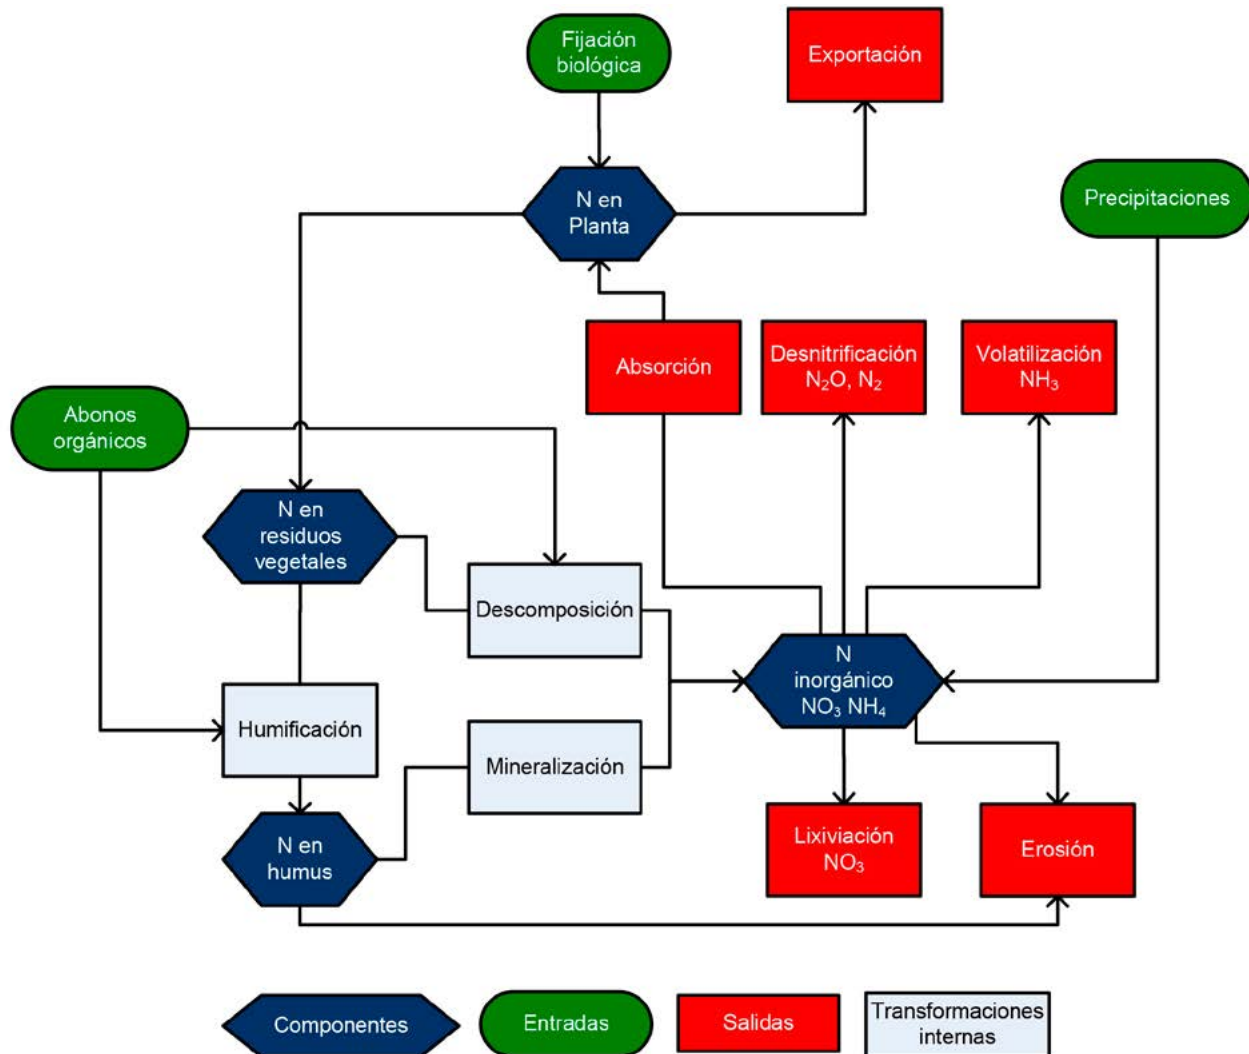 Fijación
biológica
Exportación
N en
Planta
Precipitaciones
Absorción
Desnitrificación
N₂O, N₂
Volatilización
NH₃
Abonos
orgánicos
N en
residuos
vegetales
Descomposición
N
inorgánico
NO₃ NH₄
Humificación
Mineralización
N en
humus
Lixiviación
NO₃
Erosión
Componentes
Entradas
Salidas
Transformaciones
internas